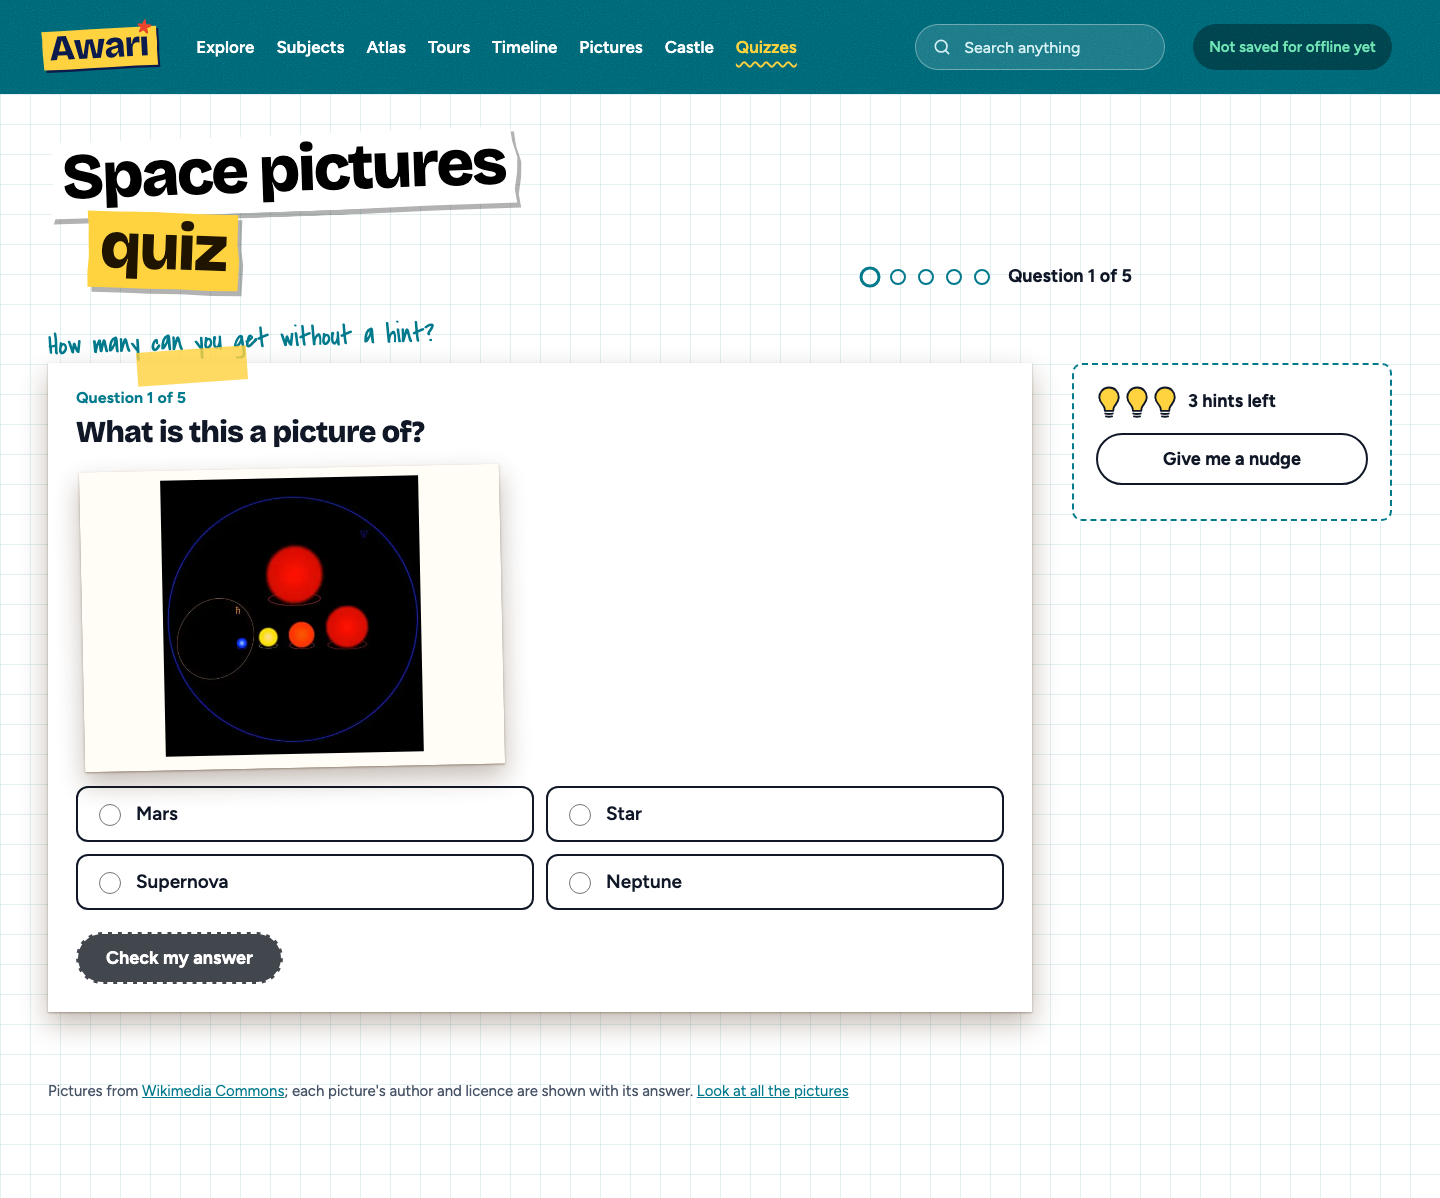 Awari
Explore
Subjects
Atlas
Tours
Timeline
Pictures
Castle
Quizzes
Search anything
Not saved for offline yet
Space pictures
quiz
Question 1 of 5
How many can you get without a hint?
Question 1 of 5
What is this a picture of?
♆
♄
3 hints left
Give me a nudge
Mars
Star
Supernova
Neptune
Check my answer
Pictures from Wikimedia Commons; each picture's author and licence are shown with its answer. Look at all the pictures